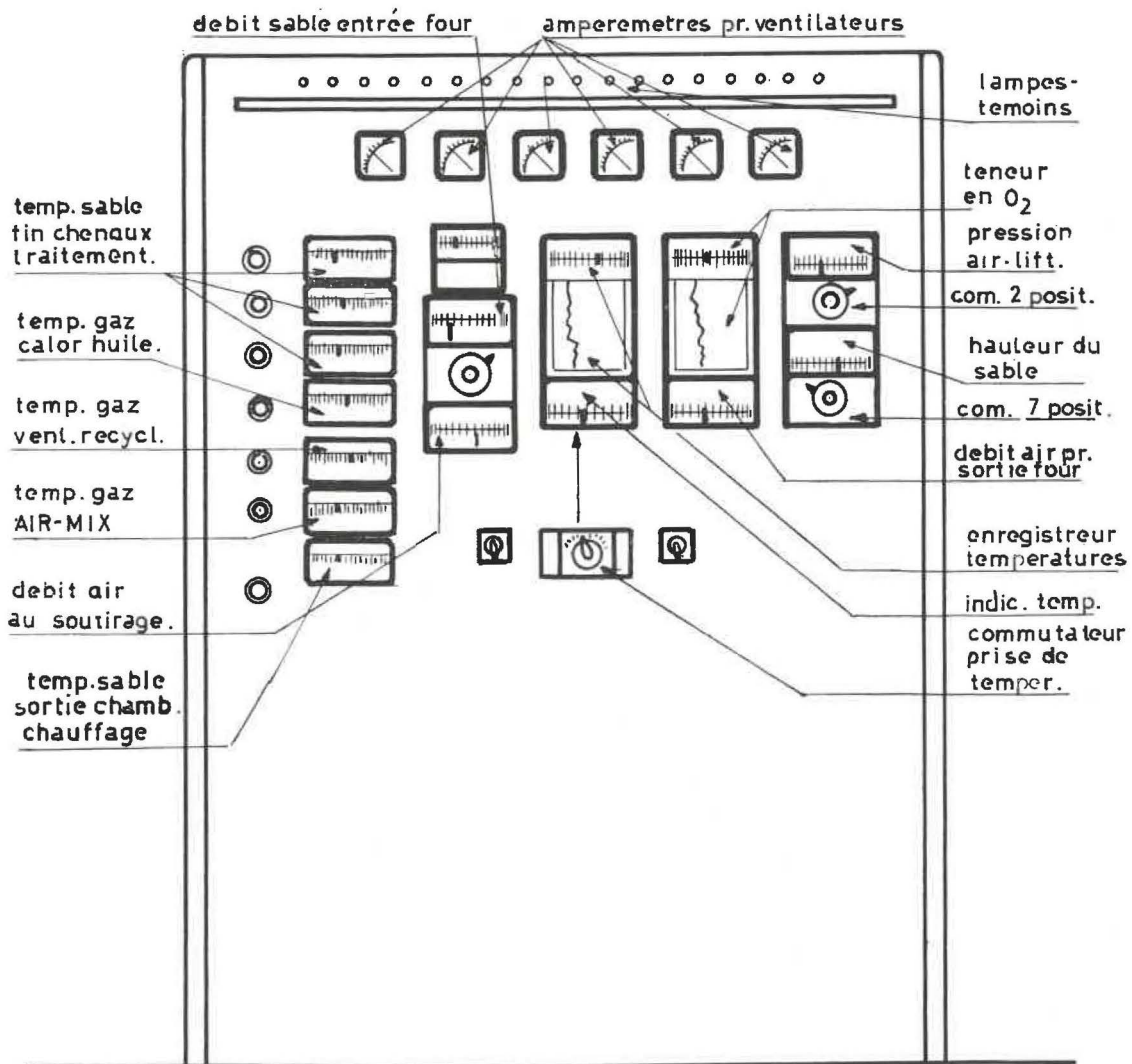 debit sable entrée four
amperemetres pr. ventilateurs
lampes-
temoins
teneur
en O₂
pression
air-lift.
com. 2 posit.
hauteur du
sable
com. 7 posit.
debit air pr.
sortie four
enregistreur
temperatures
indic. temp.
commutateur
prise de
temper.
temp. sable
fin chenaux
traitement.
temp. gaz
calor huile.
temp. gaz
vent. recycl.
temp. gaz
AIR-MIX
debit air
au soutirage.
temp. sable
sortie chamb.
chauffage